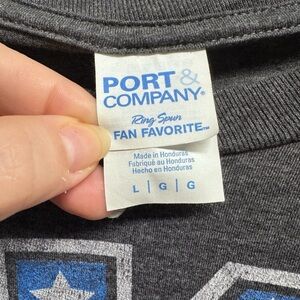 PORT &
COMPANY®
Ring Spun
FAN FAVORITE™
Made in Honduras
Fabriqué au Honduras
Hecho en Honduras
L | G | G